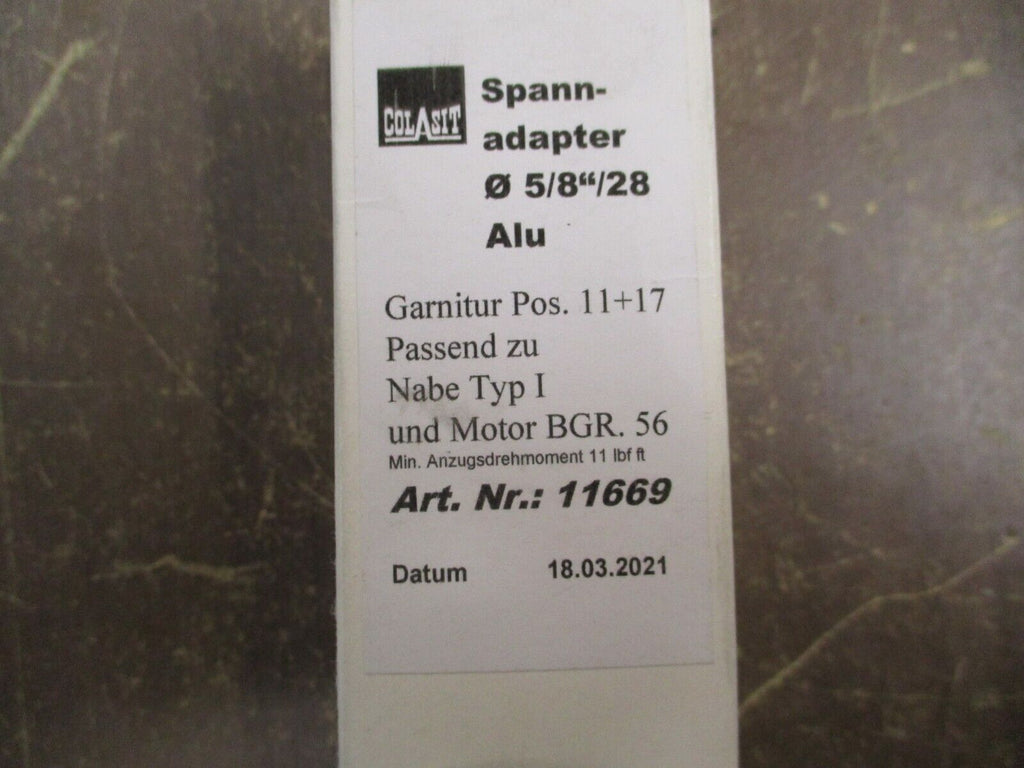 COLASIT
Spann-
adapter
Ø 5/8“/28
Alu
Garnitur Pos. 11+17
Passend zu
Nabe Typ I
und Motor BGR. 56
Min. Anzugsdrehmoment 11 lbf ft
Art. Nr.: 11669
Datum 18.03.2021